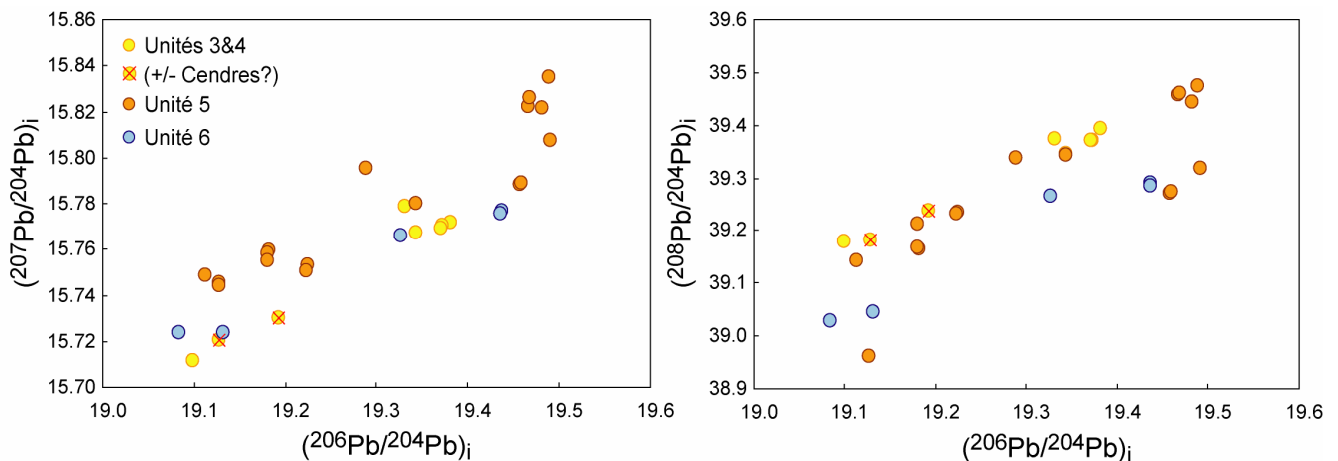 15.86
15.84
15.82
15.80
15.78
15.76
15.74
15.72
15.70
(207Pb/204Pb)i
Unités 3&4
(+/- Cendres?)
Unité 5
Unité 6
19.0 19.1 19.2 19.3 19.4 19.5 19.6
(206Pb/204Pb)i
39.6
39.5
39.4
39.3
39.2
39.1
39.0
38.9
(208Pb/204Pb)i
19.0 19.1 19.2 19.3 19.4 19.5 19.6
(206Pb/204Pb)i